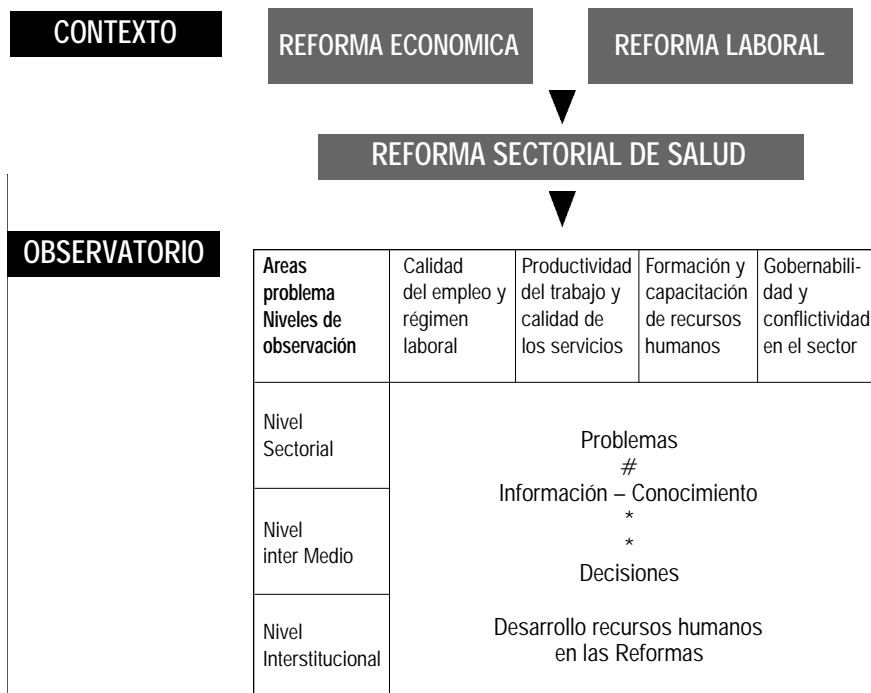 CONTEXTO
REFORMA ECONOMICA
REFORMA LABORAL
REFORMA SECTORIAL DE SALUD
OBSERVATORIO
Areas
problema
Niveles de
observación
Calidad
del empleo y
régimen
laboral
Productividad
del trabajo y
calidad de
los servicios
Formación y
capacitación
de recursos
humanos
Gobernabili-
dad y
conflictividad
en el sector
Nivel
Sectorial
Nivel
inter Medio
Nivel
Interstitucional
Problemas
#
Información – Conocimiento
*
*
Decisiones
Desarrollo recursos humanos
en las Reformas